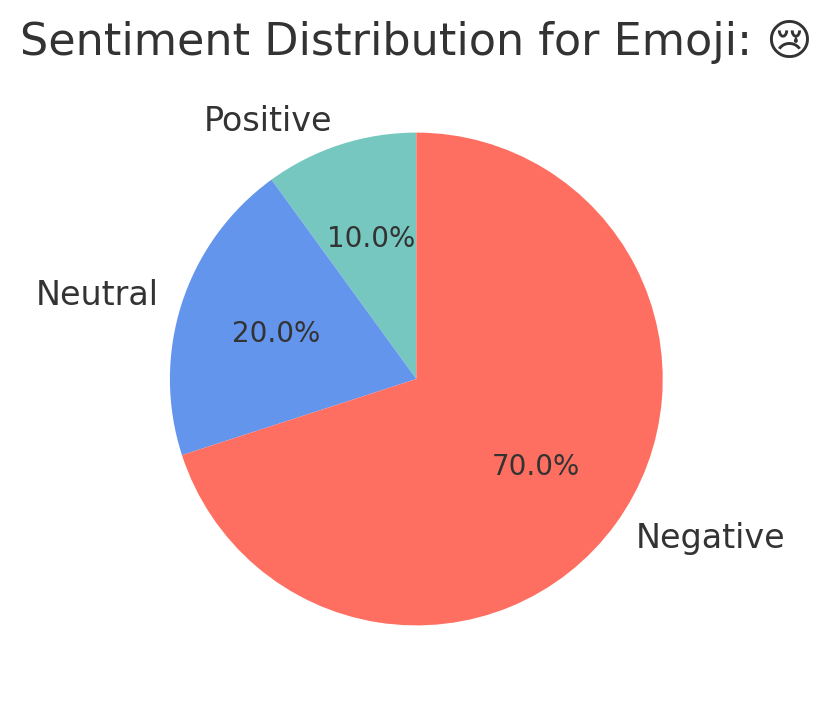 Sentiment Distribution for Emoji: 😢
Positive
10.0%
Neutral
20.0%
70.0%
Negative